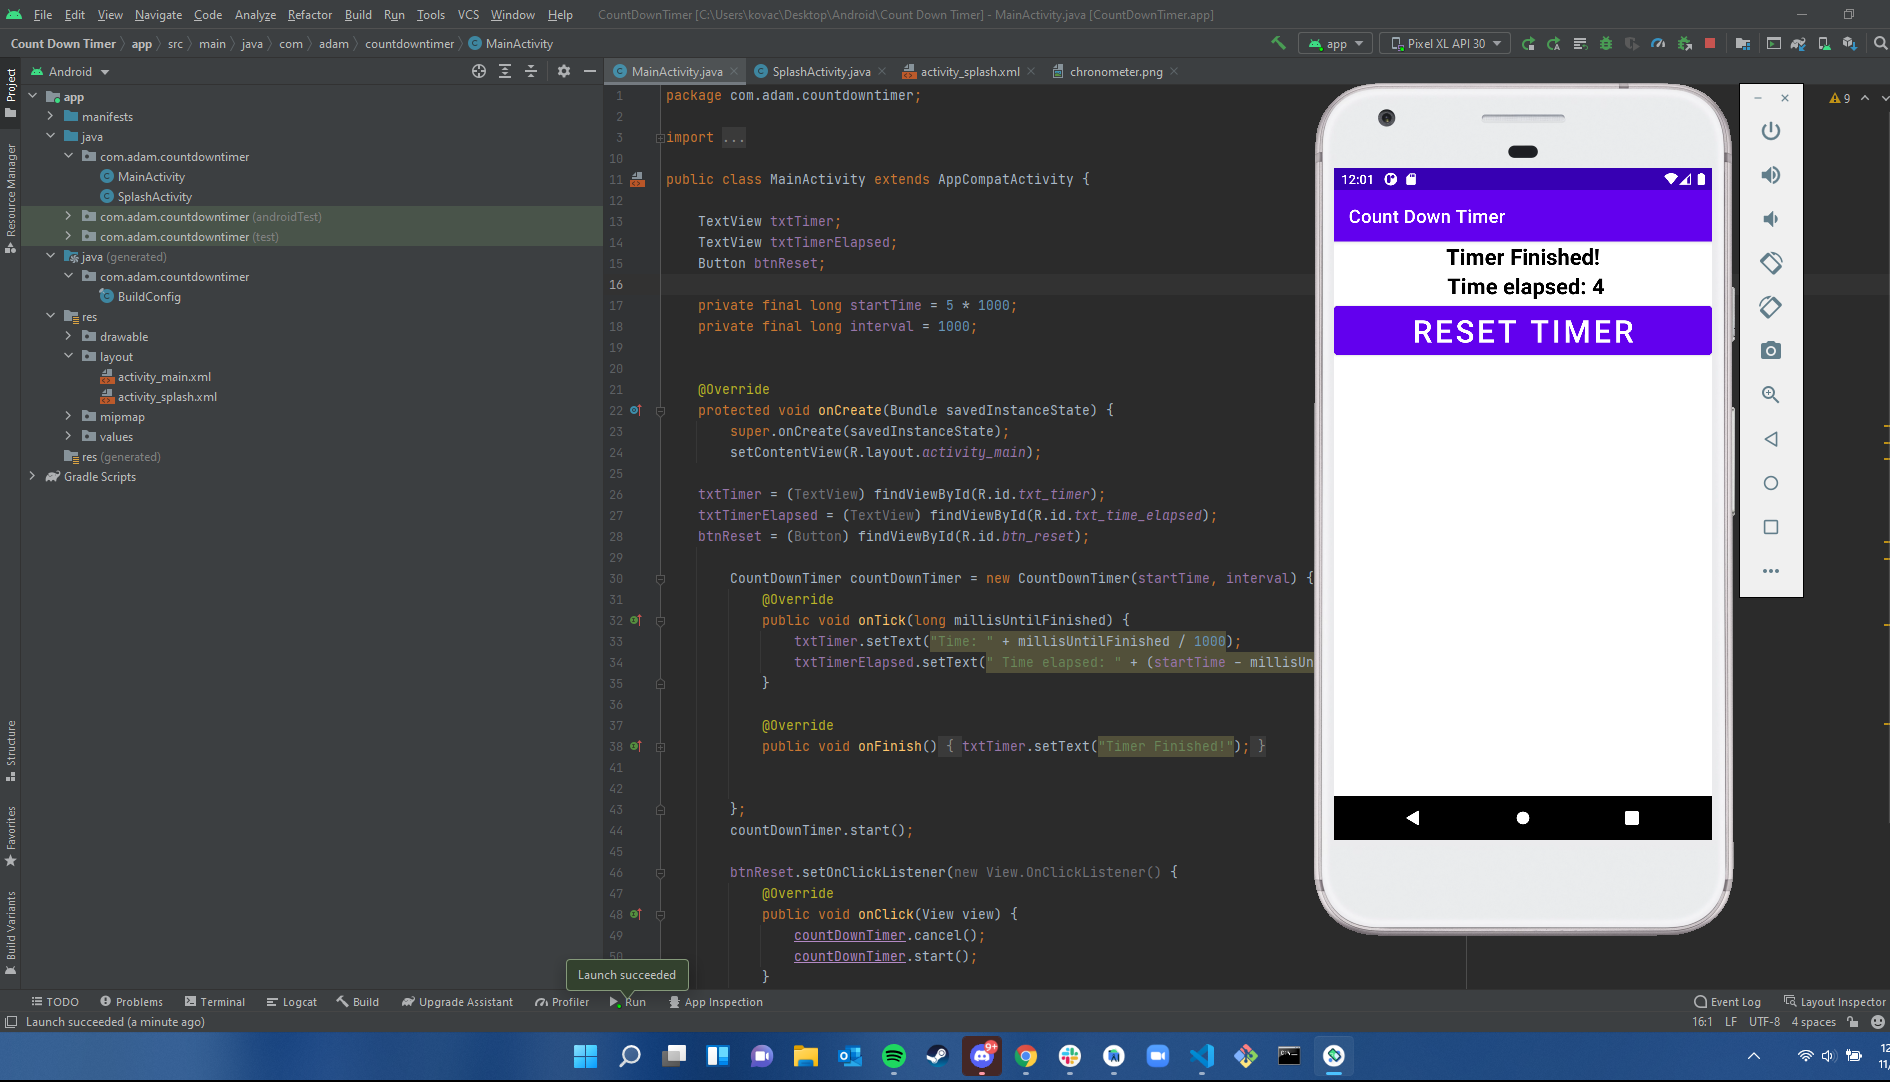 File Edit View Navigate Code Analyze Refactor Build Run Tools VCS Window Help CountDownTimer [C:\Users\kovac\Desktop\Android\Count Down Timer] - MainActivity.java [CountDownTimer.app]
Count Down Timer app src main java com adam countdowntimer MainActivity app Pixel XL API 30
Android
MainActivity.java SplashActivity.java activity_splash.xml chronometer.png
Project
Resource Manager
Structure
Favorites
Build Variants
app
manifests
java
com.adam.countdowntimer
MainActivity
SplashActivity
com.adam.countdowntimer (androidTest)
com.adam.countdowntimer (test)
java (generated)
com.adam.countdowntimer
BuildConfig
res
drawable
layout
activity_main.xml
activity_splash.xml
mipmap
values
res (generated)
Gradle Scripts
1 package com.adam.countdowntimer;
2
3 import ...
10
11 public class MainActivity extends AppCompatActivity {
12
13 TextView txtTimer;
14 TextView txtTimerElapsed;
15 Button btnReset;
16
17 private final long startTime = 5 * 1000;
18 private final long interval = 1000;
19
20
21 @Override
22 protected void onCreate(Bundle savedInstanceState) {
23 super.onCreate(savedInstanceState);
24 setContentView(R.layout.activity_main);
25
26 txtTimer = (TextView) findViewById(R.id.txt_timer);
27 txtTimerElapsed = (TextView) findViewById(R.id.txt_time_elapsed);
28 btnReset = (Button) findViewById(R.id.btn_reset);
29
30 CountDownTimer countDownTimer = new CountDownTimer(startTime, interval) {
31 @Override
32 public void onTick(long millisUntilFinished) {
33 txtTimer.setText("Time: " + millisUntilFinished / 1000);
34 txtTimerElapsed.setText(" Time elapsed: " + (startTime - millisUn
35 }
36
37 @Override
38 public void onFinish() { txtTimer.setText("Timer Finished!"); }
41
42
43 };
44 countDownTimer.start();
45
46 btnReset.setOnClickListener(new View.OnClickListener() {
47 @Override
48 public void onClick(View view) {
49 countDownTimer.cancel();
50 countDownTimer.start();
}
9
12:01
Count Down Timer
Timer Finished!
Time elapsed: 4
RESET TIMER
Launch succeeded
TODO Problems Terminal Logcat Build Upgrade Assistant Profiler Run App Inspection Event Log Layout Inspector
Launch succeeded (a minute ago) 16:1 LF UTF-8 4 spaces
9+